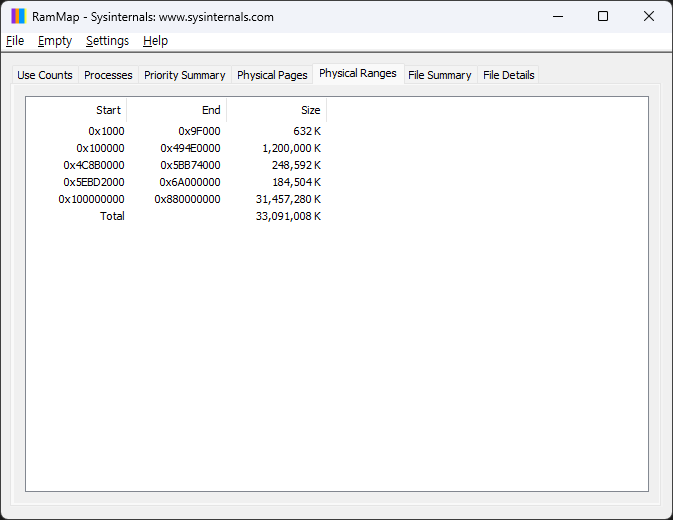 RamMap - Sysinternals: www.sysinternals.com
File Empty Settings Help
Use Counts Processes Priority Summary Physical Pages Physical Ranges File Summary File Details
Start End Size
0x1000 0x9F000 632 K
0x100000 0x494E0000 1,200,000 K
0x4C8B0000 0x5BB74000 248,592 K
0x5EBD2000 0x6A000000 184,504 K
0x100000000 0x880000000 31,457,280 K
Total 33,091,008 K